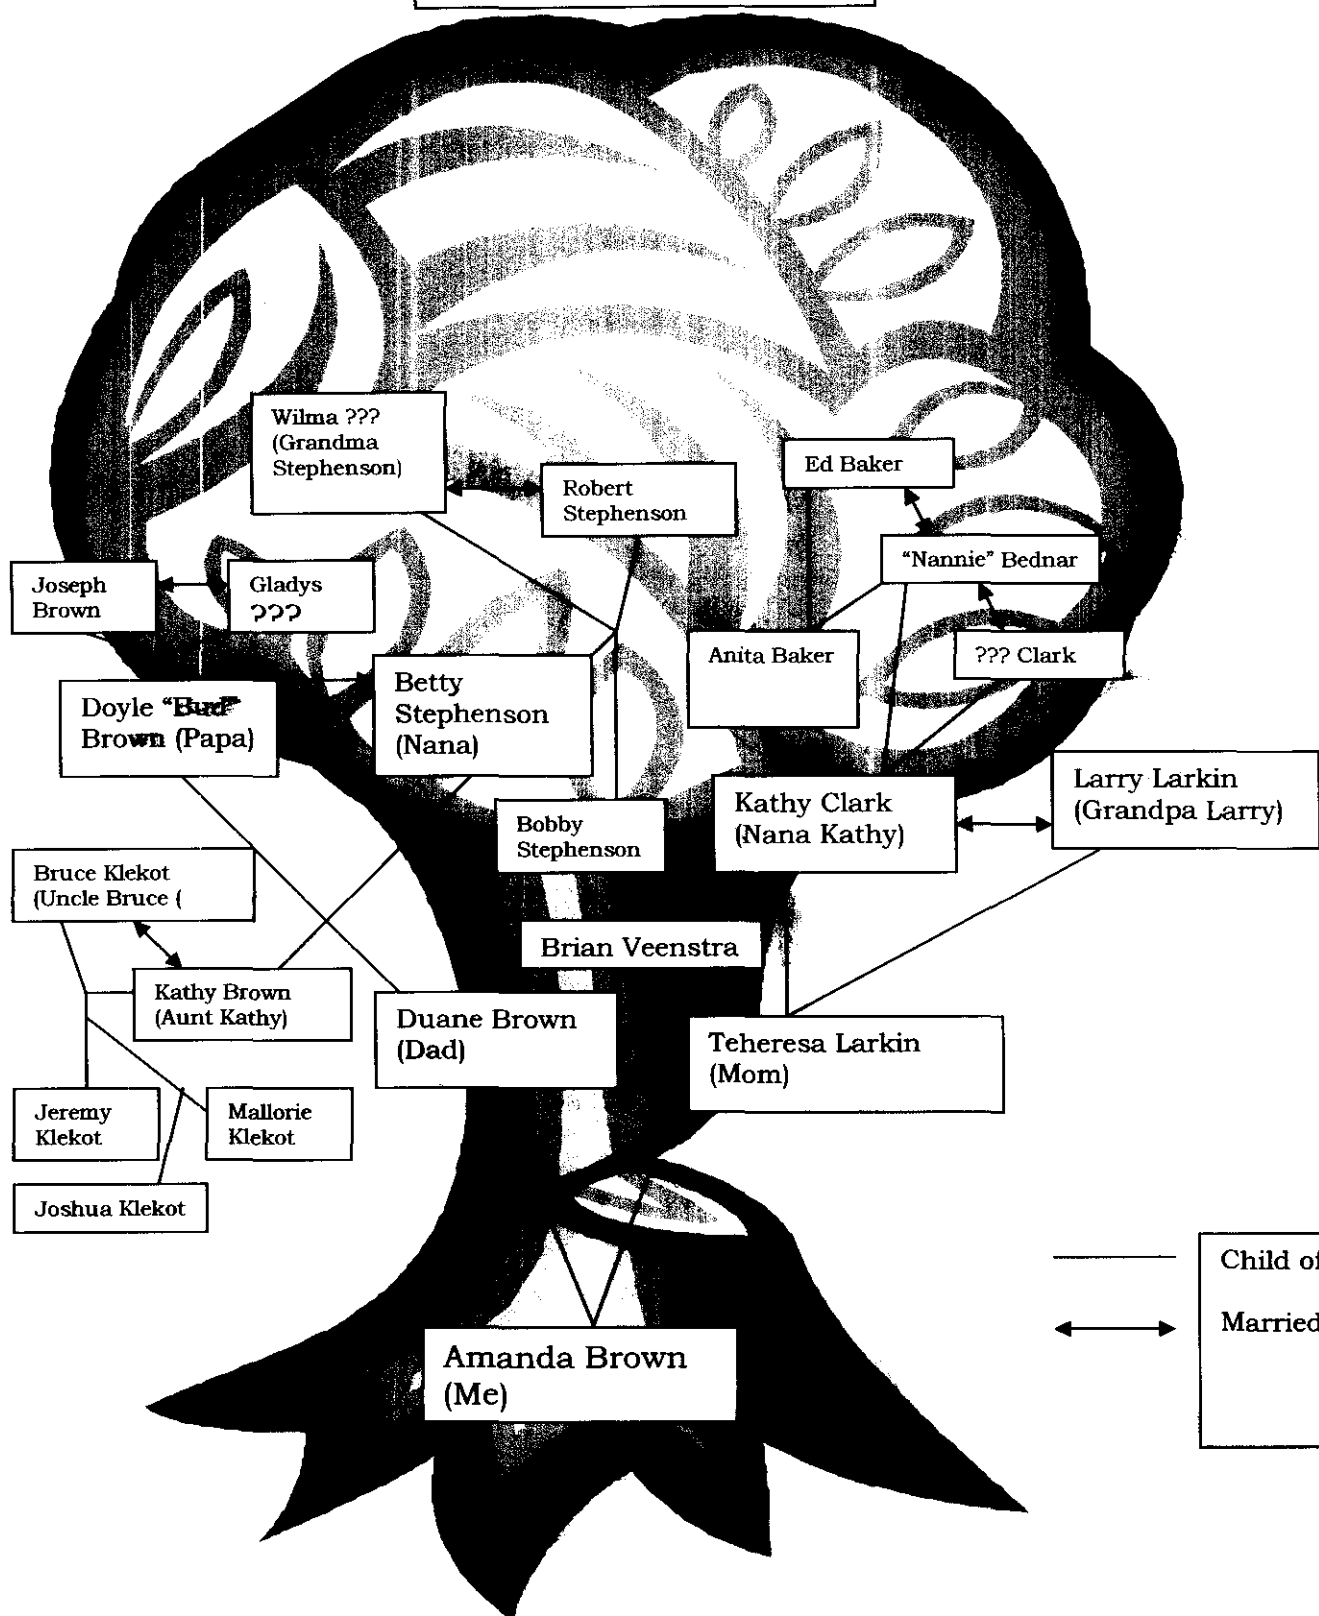 Wilma ???
(Grandma
Stephenson)
Robert
Stephenson
Ed Baker
"Nannie" Bednar
Joseph
Brown
Gladys
???
Anita Baker
??? Clark
Doyle "Bud"
Brown (Papa)
Betty
Stephenson
(Nana)
Bobby
Stephenson
Kathy Clark
(Nana Kathy)
Larry Larkin
(Grandpa Larry)
Bruce Klekot
(Uncle Bruce (
Brian Veenstra
Kathy Brown
(Aunt Kathy)
Duane Brown
(Dad)
Teheresa Larkin
(Mom)
Jeremy
Klekot
Mallorie
Klekot
Joshua Klekot
Child of
Married
Amanda Brown
(Me)